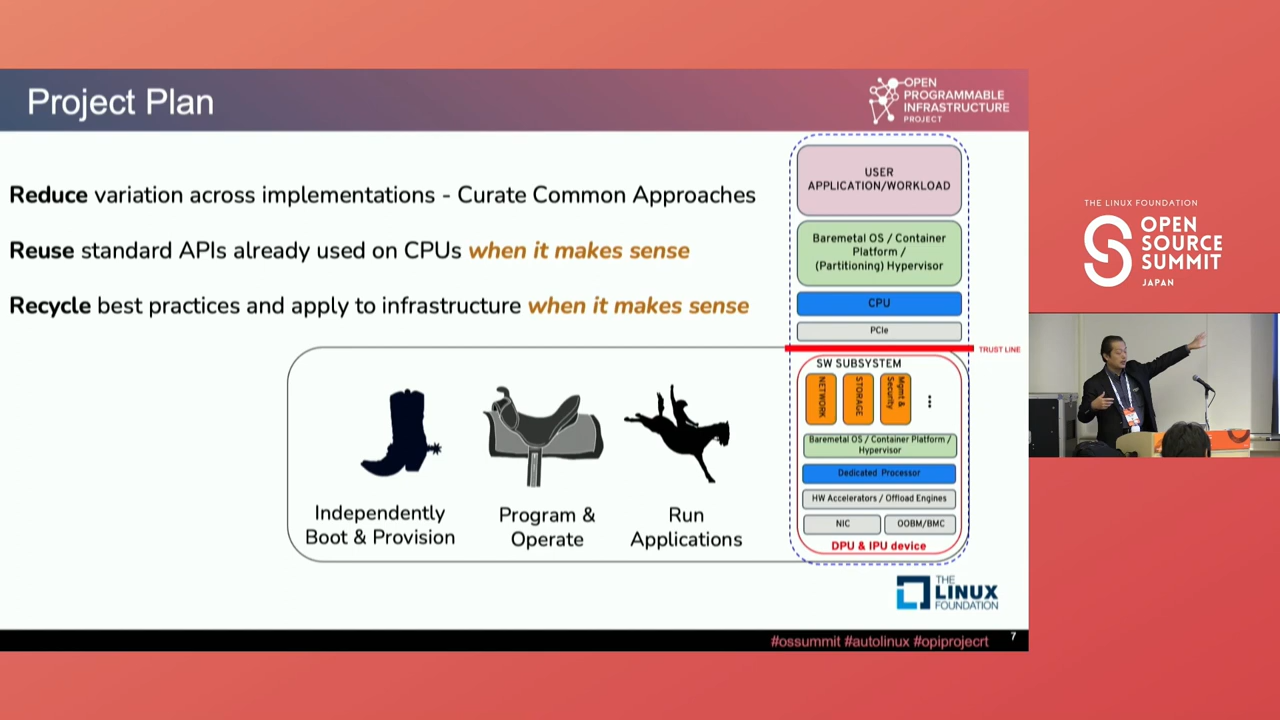 Project Plan
OPEN
PROGRAMMABLE
INFRASTRUCTURE
PROJECT
Reduce variation across implementations - Curate Common Approaches
Reuse standard APIs already used on CPUs when it makes sense
Recycle best practices and apply to infrastructure when it makes sense
Independently
Boot & Provision
Program &
Operate
Run
Applications
USER
APPLICATION/WORKLOAD
Baremetal OS / Container
Platform /
(Partitioning) Hypervisor
CPU
PCIe
TRUST LINE
SW SUBSYSTEM
NETWORK
STORAGE
Mgmt &
Security
...
Baremetal OS / Container Platform /
Hypervisor
Dedicated Processor
HW Accelerators / Offload Engines
NIC
OOBM/BMC
DPU & IPU device
THE
LINUX
FOUNDATION
#ossummit #autolinux #opiprojecrt
7
THE LINUX FOUNDATION
OPEN
SOURCE
SUMMIT
JAPAN